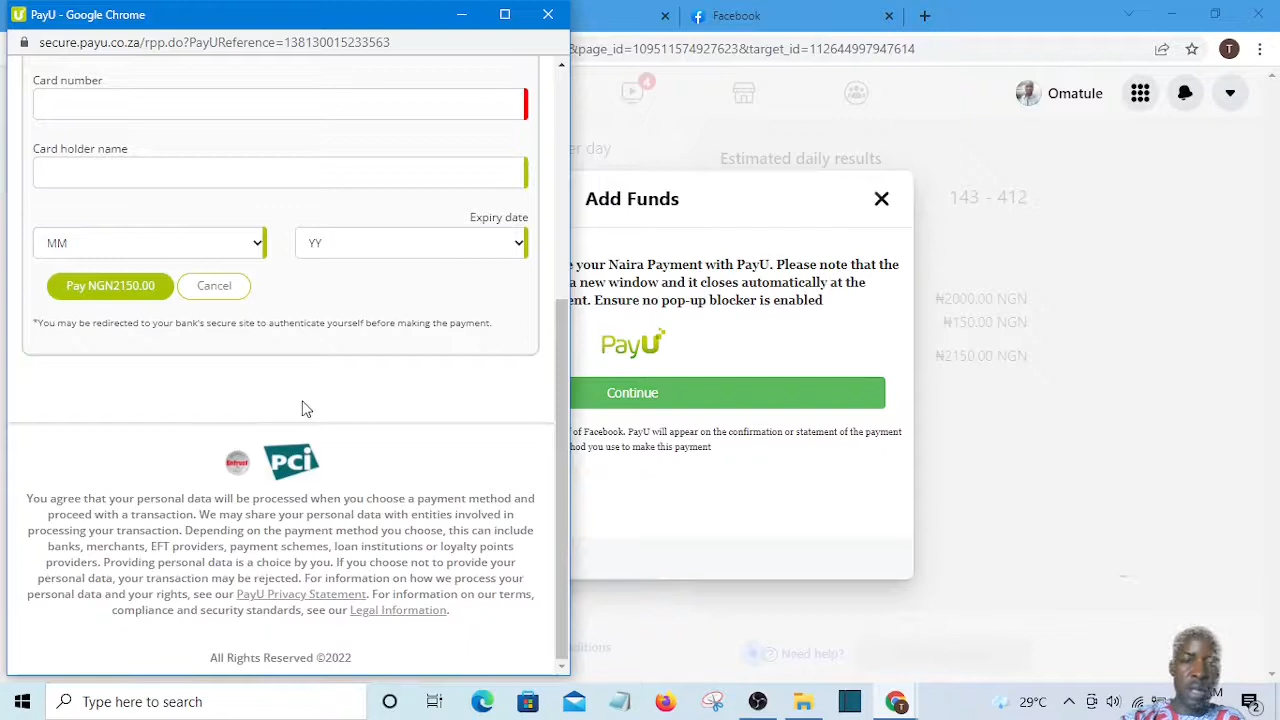 PayU - Google Chrome
Facebook
secure.payu.co.za/rpp.do?PayUReference=138130015233563
&page_id=109511574927623&target_id=112644997947614
T
Card number
4
Omatule
Card holder name
er day
Estimated daily results
Add Funds
143 - 412
Expiry date
MM
YY
e your Naira Payment with PayU. Please note that the
a new window and it closes automatically at the
ent. Ensure no pop-up blocker is enabled
Pay NGN2150.00
Cancel
₦2000.00 NGN
₦150.00 NGN
*You may be redirected to your bank's secure site to authenticate yourself before making the payment.
PayU
₦2150.00 NGN
Continue
f of Facebook. PayU will appear on the confirmation or statement of the payment
hod you use to make this payment
Entrust
PCi
You agree that your personal data will be processed when you choose a payment method and
proceed with a transaction. We may share your personal data with entities involved in
processing your transaction. Depending on the payment method you choose, this can include
banks, merchants, EFT providers, payment schemes, loan institutions or loyalty points
providers. Providing personal data is a choice by you. If you choose not to provide your
personal data, your transaction may be rejected. For information on how we process your
personal data and your rights, see our PayU Privacy Statement. For information on our terms,
compliance and security standards, see our Legal Information.
All Rights Reserved ©2022
ditions
Need help?
Type here to search
29°C
2